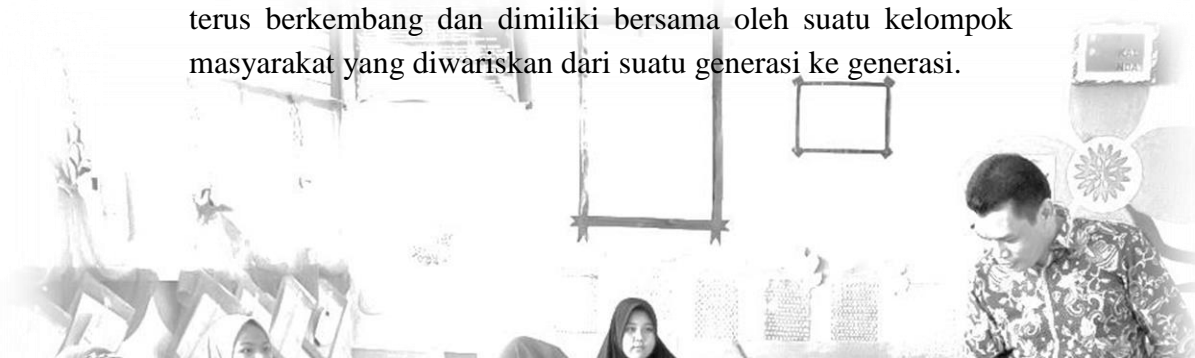 terus berkembang dan dimiliki bersama oleh suatu kelompok
masyarakat yang diwariskan dari suatu generasi ke generasi.